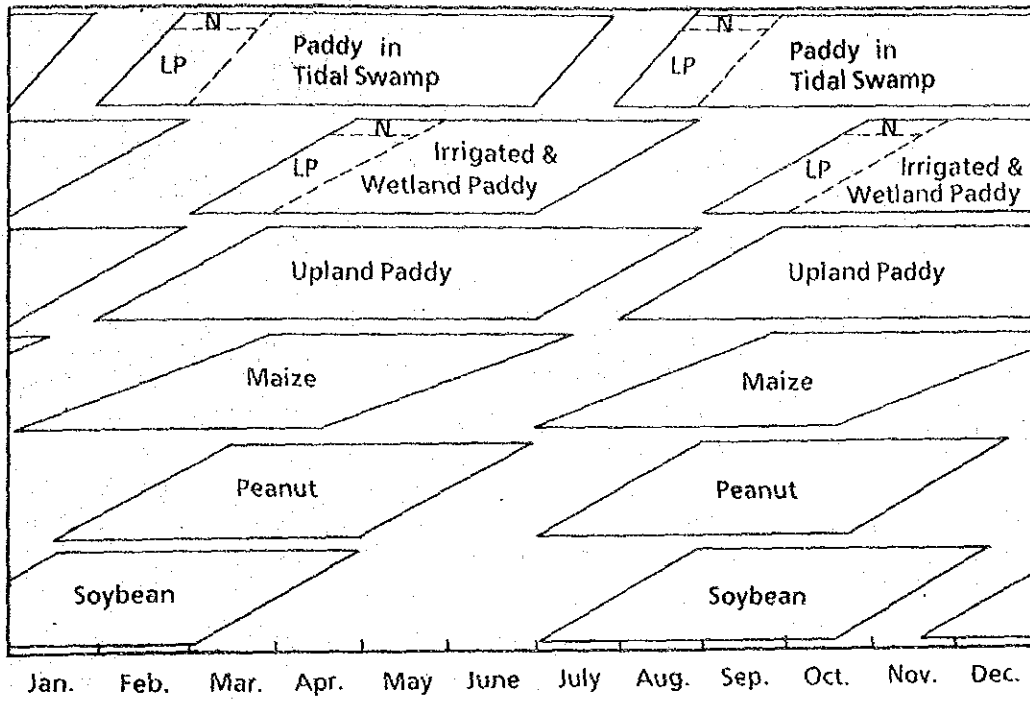 N N
LP Paddy in LP Paddy in
Tidal Swamp Tidal Swamp
N N
LP Irrigated & LP Irrigated &
Wetland Paddy Wetland Paddy
Upland Paddy Upland Paddy
Maize Maize
Peanut Peanut
Soybean Soybean
Jan. Feb. Mar. Apr. May June July Aug. Sep. Oct. Nov. Dec.